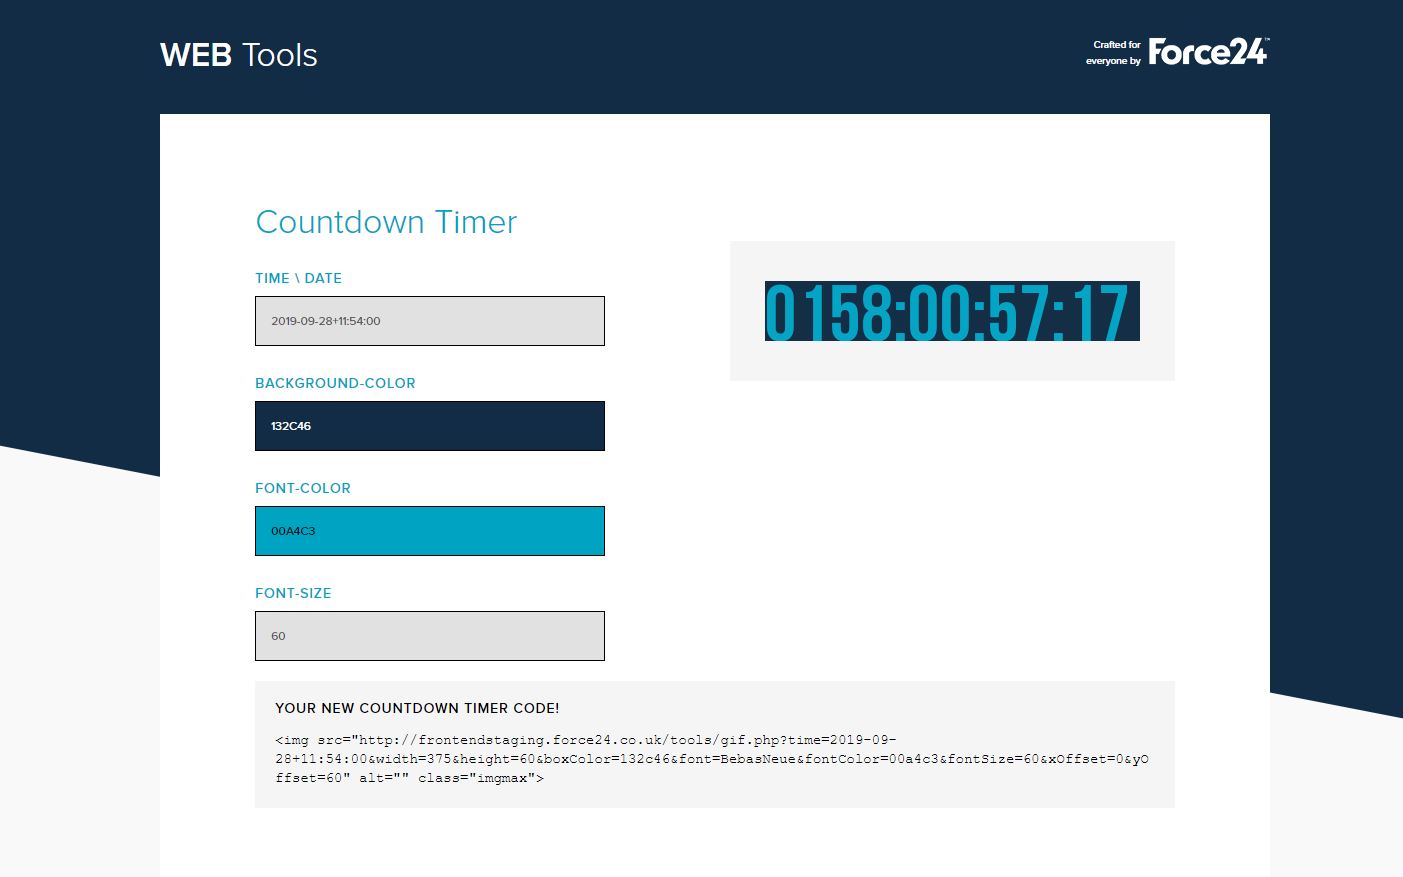 WEB Tools
Crafted for
everyone by
Force24™
Countdown Timer
TIME \ DATE
2019-09-28+11:54:00
0158:00:57:17
BACKGROUND-COLOR
132C46
FONT-COLOR
00A4C3
FONT-SIZE
60
YOUR NEW COUNTDOWN TIMER CODE!
<img src="http://frontendstaging.force24.co.uk/tools/gif.php?time=2019-09-
28+11:54:00&width=375&height=60&boxColor=132c46&font=BebasNeue&fontColor=00a4c3&fontSize=60&xOffset=0&yO
ffset=60" alt="" class="imgmax">